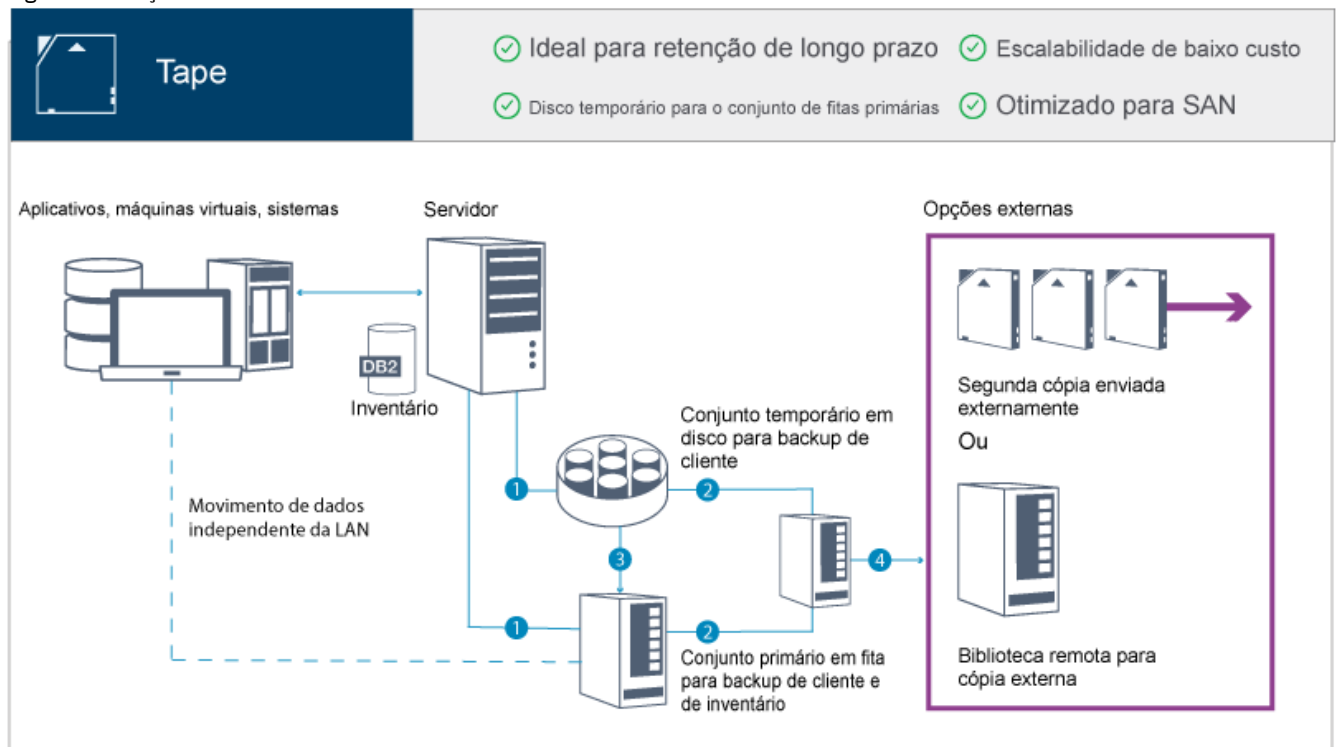 Tape
Ideal para retenção de longo prazo
Escalabilidade de baixo custo
Disco temporário para o conjunto de fitas primárias
Otimizado para SAN
Aplicativos, máquinas virtuais, sistemas
Servidor
Opções externas
DB2
Inventário
Conjunto temporário em
disco para backup de
cliente
Segunda cópia enviada
externamente
Ou
1
2
Movimento de dados
independente da LAN
3
4
1
2
Conjunto primário em fita
para backup de cliente e
de inventário
Biblioteca remota para
cópia externa